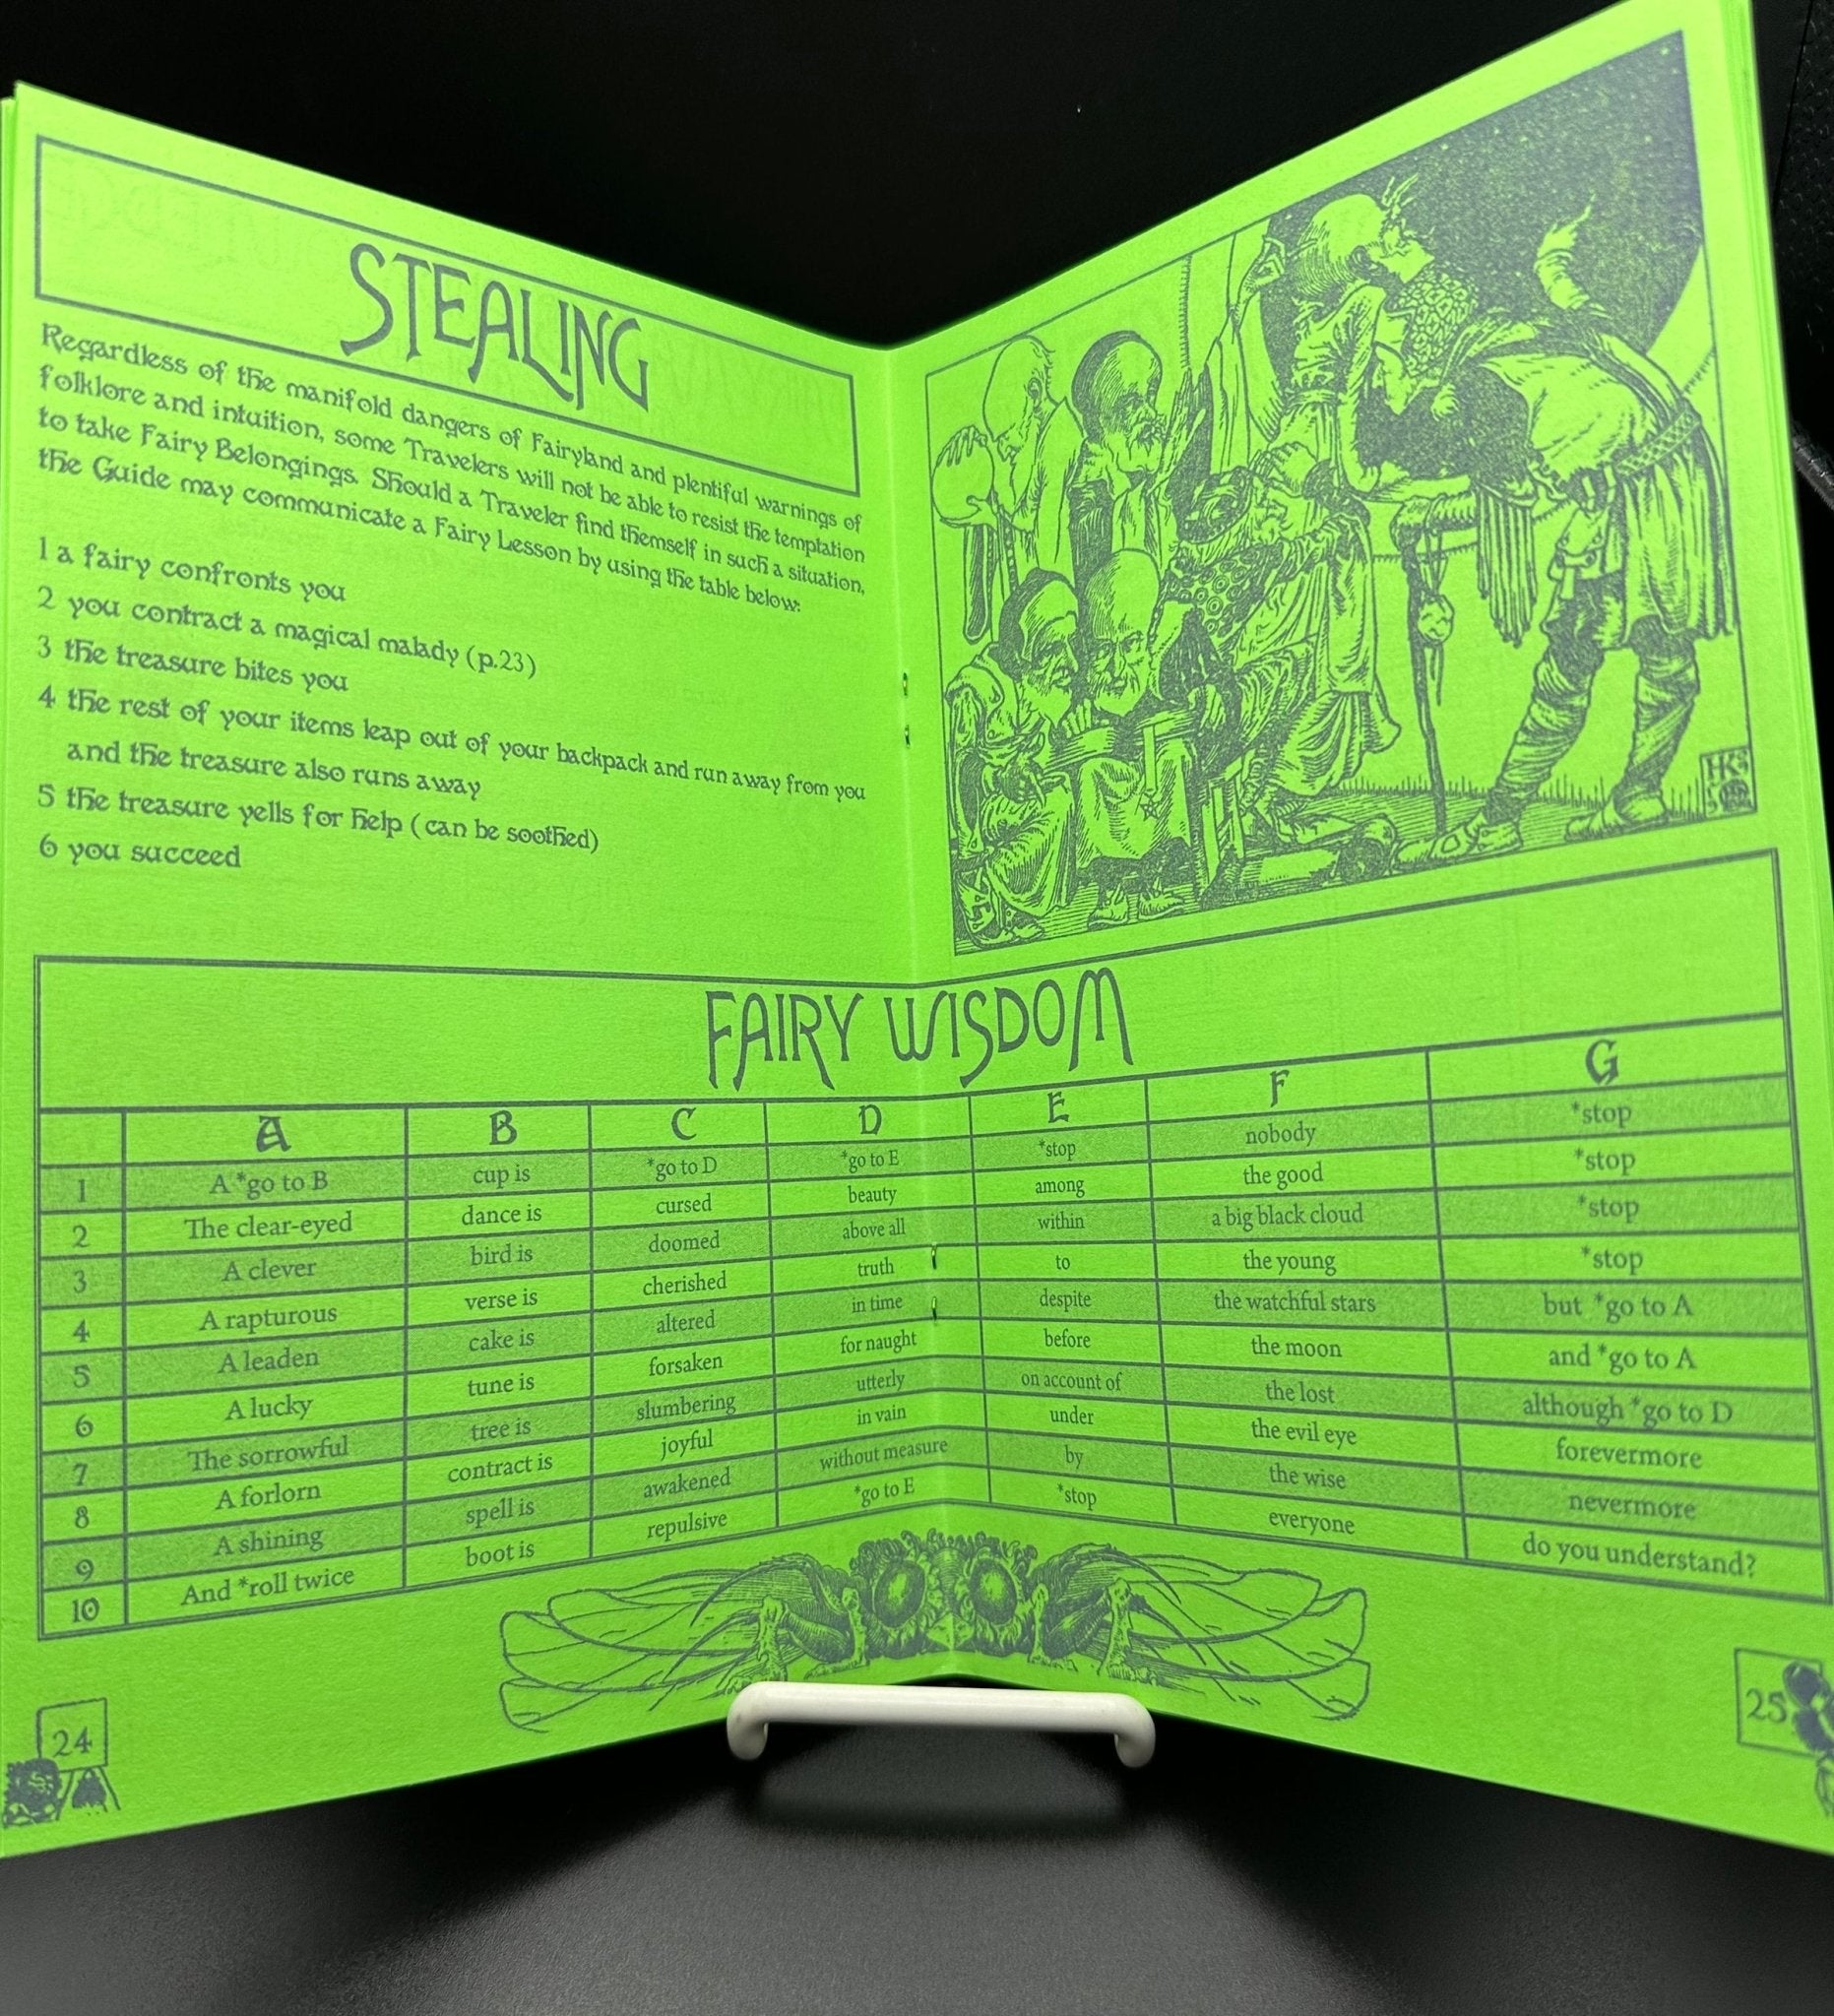 STEALING
Regardless of the manifold dangers of Fairyland and plentiful warnings of
folklore and intuition, some Travelers will not be able to resist the temptation
to take Fairy Belongings. Should a Traveler find themself in such a situation,
the Guide may communicate a Fairy Lesson by using the table below:
1 a fairy confronts you
2 you contract a magical malady (p.23)
3 the treasure bites you
4 the rest of your items leap out of your backpack and run away from you
and the treasure also runs away
5 the treasure yells for help (can be soothed)
6 you succeed
HKS
FAIRY WISDOM
A B C D E F G
1 A *go to B cup is *go to D *go to E *stop nobody *stop
2 The clear-eyed dance is cursed beauty among the good *stop
3 A clever bird is doomed above all within a big black cloud *stop
4 A rapturous verse is cherished truth to the young *stop
5 A leaden cake is altered in time despite the watchful stars but *go to A
6 A lucky tune is forsaken for naught before the moon and *go to A
7 The sorrowful tree is slumbering utterly on account of the lost although *go to D
8 A forlorn contract is joyful in vain under the evil eye forevermore
9 A shining spell is awakened without measure by the wise nevermore
10 And *roll twice boot is repulsive *go to E *stop everyone do you understand?
24
25